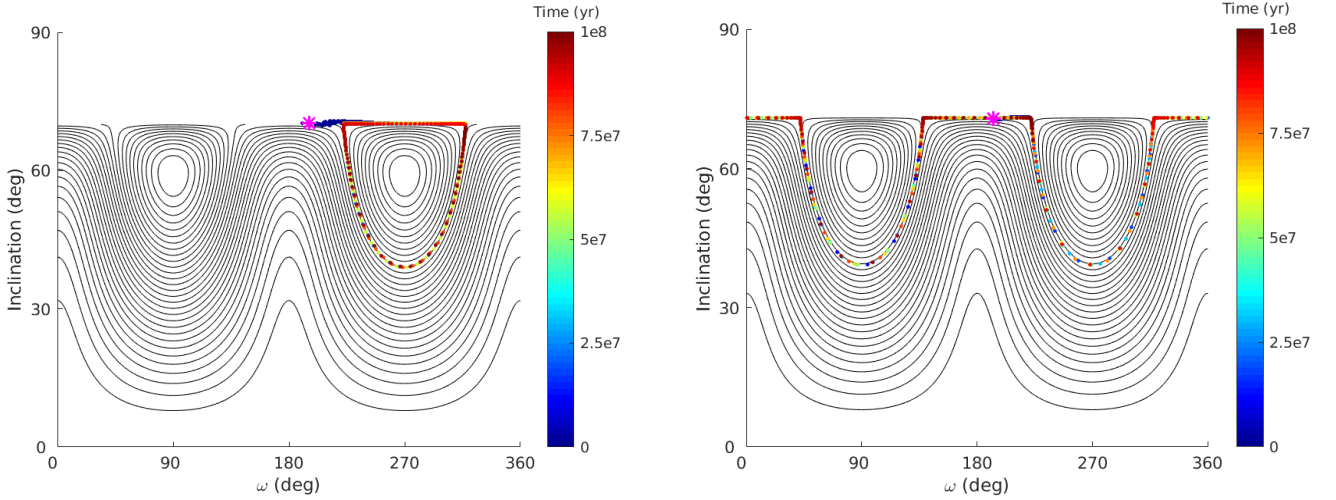 Time (yr)
90
60
30
0
Inclination (deg)
0
90
180
270
360
ω (deg)
1e8
7.5e7
5e7
2.5e7
0
Time (yr)
90
60
30
0
Inclination (deg)
0
90
180
270
360
ω (deg)
1e8
7.5e7
5e7
2.5e7
0